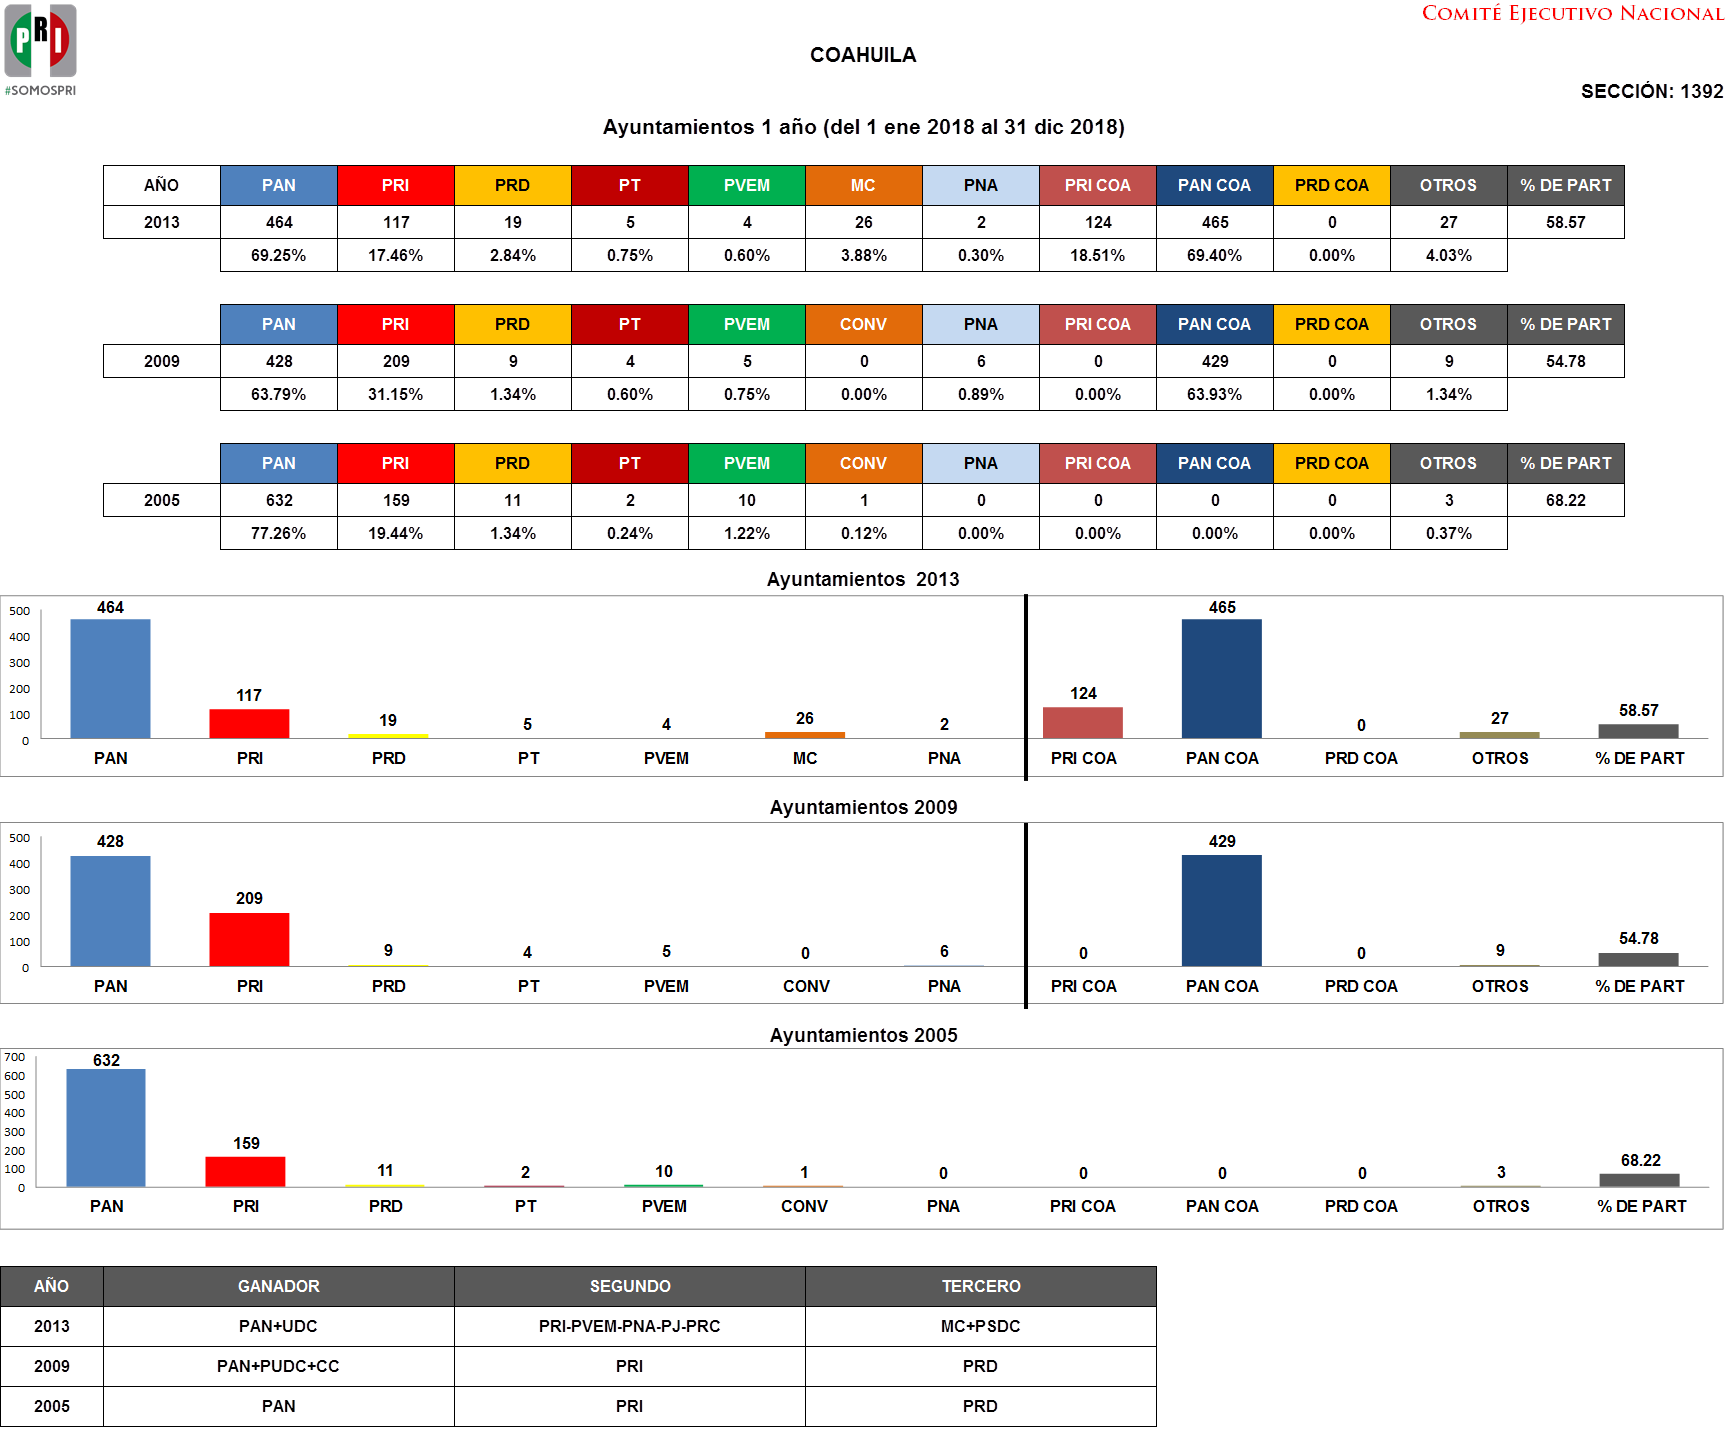 PRI
#SOMOSPRI
COMITÉ EJECUTIVO NACIONAL
COAHUILA
SECCIÓN: 1392
Ayuntamientos 1 año (del 1 ene 2018 al 31 dic 2018)
AÑO PAN PRI PRD PT PVEM MC PNA PRI COA PAN COA PRD COA OTROS % DE PART
2013 464 117 19 5 4 26 2 124 465 0 27 58.57
69.25% 17.46% 2.84% 0.75% 0.60% 3.88% 0.30% 18.51% 69.40% 0.00% 4.03%
PAN PRI PRD PT PVEM CONV PNA PRI COA PAN COA PRD COA OTROS % DE PART
2009 428 209 9 4 5 0 6 0 429 0 9 54.78
63.79% 31.15% 1.34% 0.60% 0.75% 0.00% 0.89% 0.00% 63.93% 0.00% 1.34%
PAN PRI PRD PT PVEM CONV PNA PRI COA PAN COA PRD COA OTROS % DE PART
2005 632 159 11 2 10 1 0 0 0 0 3 68.22
77.26% 19.44% 1.34% 0.24% 1.22% 0.12% 0.00% 0.00% 0.00% 0.00% 0.37%
Ayuntamientos 2013
500
400
300
200
100
0
464 117 19 5 4 26 2 124 465 0 27 58.57
PAN PRI PRD PT PVEM MC PNA PRI COA PAN COA PRD COA OTROS % DE PART
Ayuntamientos 2009
500
400
300
200
100
0
428 209 9 4 5 0 6 0 429 0 9 54.78
PAN PRI PRD PT PVEM CONV PNA PRI COA PAN COA PRD COA OTROS % DE PART
Ayuntamientos 2005
700
600
500
400
300
200
100
0
632 159 11 2 10 1 0 0 0 0 3 68.22
PAN PRI PRD PT PVEM CONV PNA PRI COA PAN COA PRD COA OTROS % DE PART
AÑO GANADOR SEGUNDO TERCERO
2013 PAN+UDC PRI-PVEM-PNA-PJ-PRC MC+PSDC
2009 PAN+PUDC+CC PRI PRD
2005 PAN PRI PRD